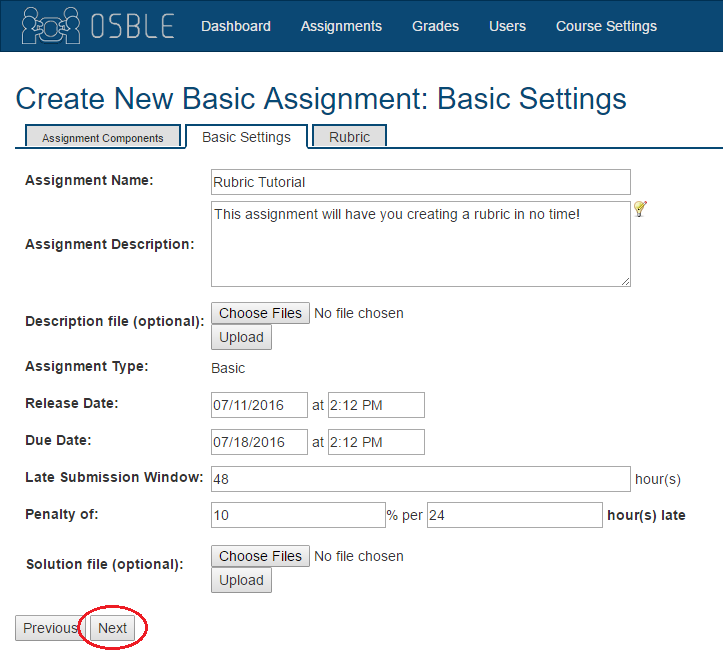 OSBLE Dashboard Assignments Grades Users Course Settings
Create New Basic Assignment: Basic Settings
Assignment Components Basic Settings Rubric
Assignment Name: Rubric Tutorial
This assignment will have you creating a rubric in no time!
Assignment Description:
Description file (optional): Choose Files No file chosen
Upload
Assignment Type: Basic
Release Date: 07/11/2016 at 2:12 PM
Due Date: 07/18/2016 at 2:12 PM
Late Submission Window: 48 hour(s)
Penalty of: 10 % per 24 hour(s) late
Solution file (optional): Choose Files No file chosen
Upload
Previous Next